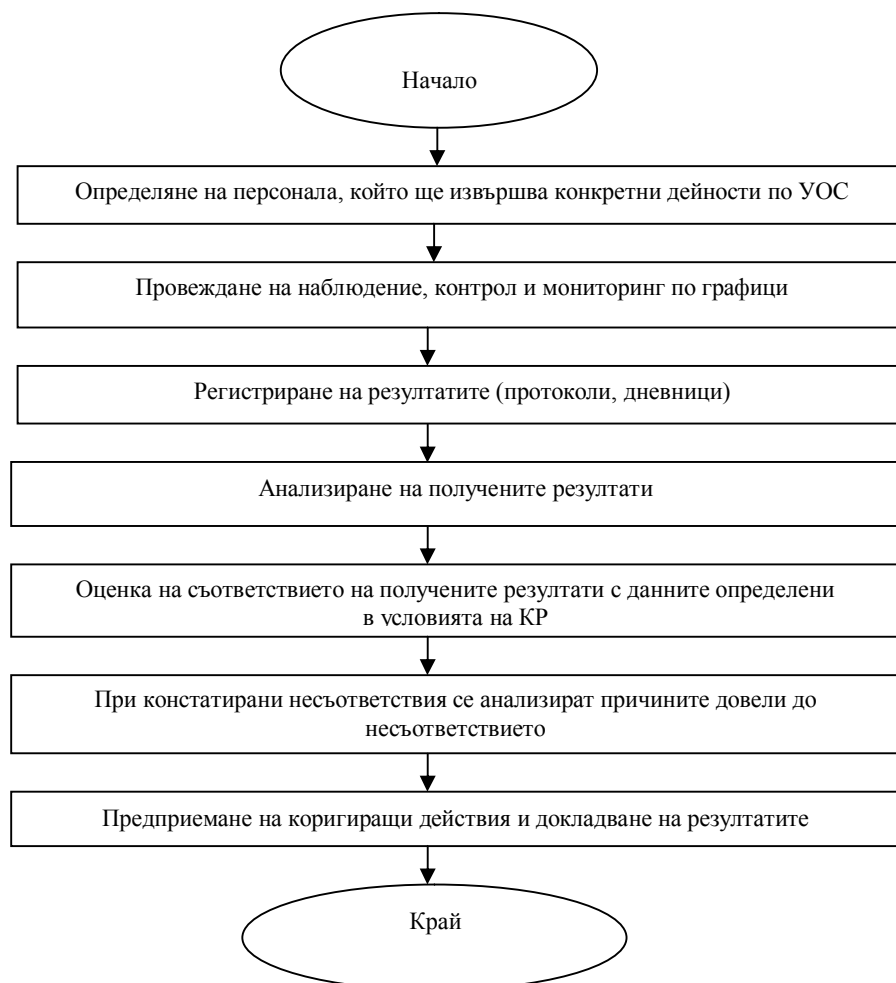 Начало
Определяне на персонала, който ще извършва конкретни дейности по УОС
Провеждане на наблюдение, контрол и мониторинг по графици
Регистриране на резултатите (протоколи, дневници)
Анализиране на получените резултати
Оценка на съответствието на получените резултати с данните определени
в условията на КР
При констатирани несъответствия се анализират причините довели до
несъответствието
Предприемане на коригиращи действия и докладване на резултатите
Край